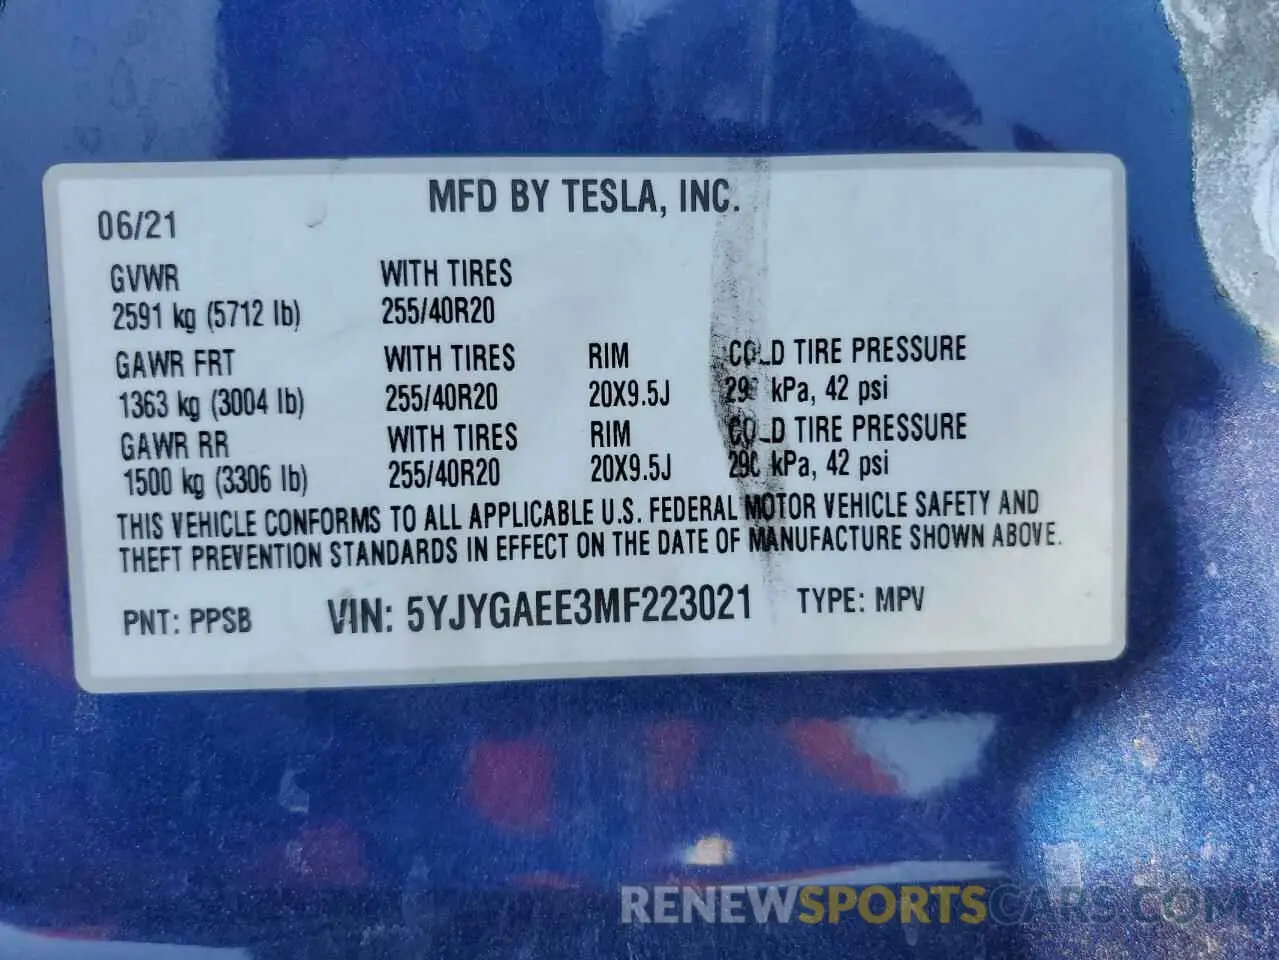 MFD BY TESLA, INC.
06/21
GVWR WITH TIRES
2591 kg (5712 lb) 255/40R20
GAWR FRT WITH TIRES RIM COLD TIRE PRESSURE
1363 kg (3004 lb) 255/40R20 20X9.5J 290 kPa, 42 psi
GAWR RR WITH TIRES RIM COLD TIRE PRESSURE
1500 kg (3306 lb) 255/40R20 20X9.5J 290 kPa, 42 psi
THIS VEHICLE CONFORMS TO ALL APPLICABLE U.S. FEDERAL MOTOR VEHICLE SAFETY AND
THEFT PREVENTION STANDARDS IN EFFECT ON THE DATE OF MANUFACTURE SHOWN ABOVE.
PNT: PPSB VIN: 5YJYGAEE3MF223021 TYPE: MPV
RENEWSPORTSCARS.COM